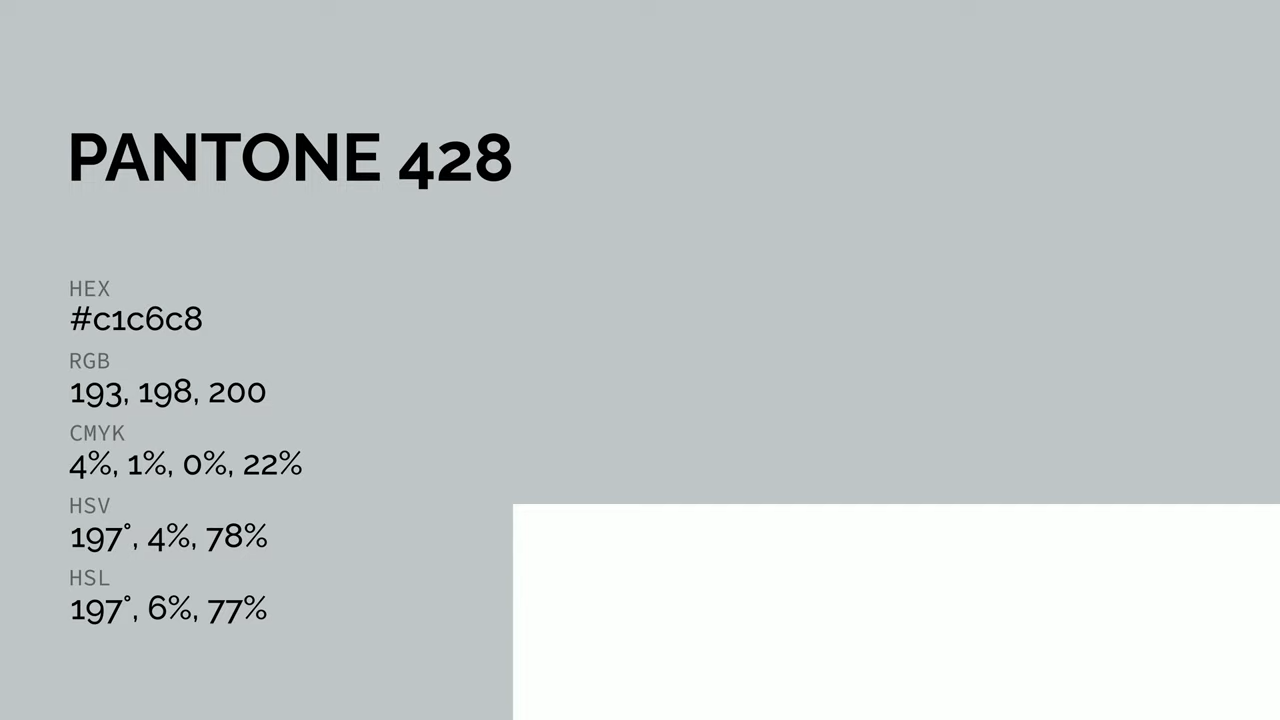 PANTONE 428
HEX
#c1c6c8
RGB
193, 198, 200
CMYK
4%, 1%, 0%, 22%
HSV
197°, 4%, 78%
HSL
197°, 6%, 77%